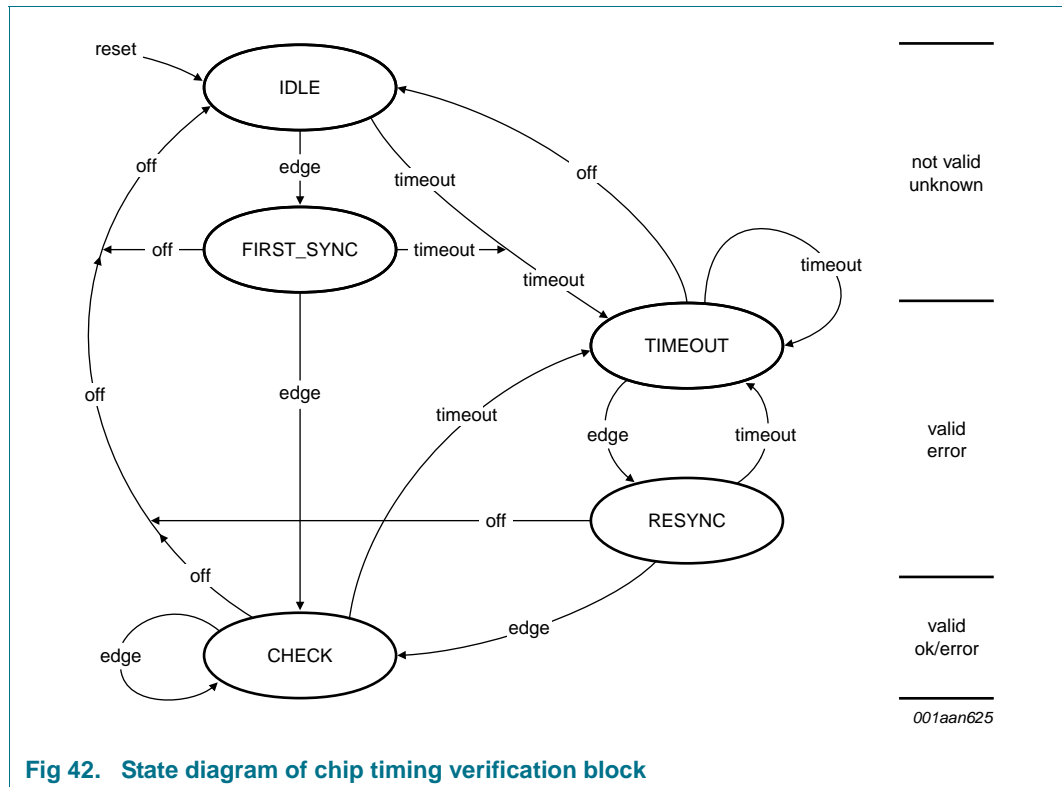 reset
IDLE
off
edge
timeout
off
not valid
unknown
off
FIRST_SYNC
timeout
timeout
timeout
TIMEOUT
off
edge
timeout
edge
timeout
valid
error
off
RESYNC
off
edge
valid
ok/error
edge
CHECK
001aan625
Fig 42. State diagram of chip timing verification block